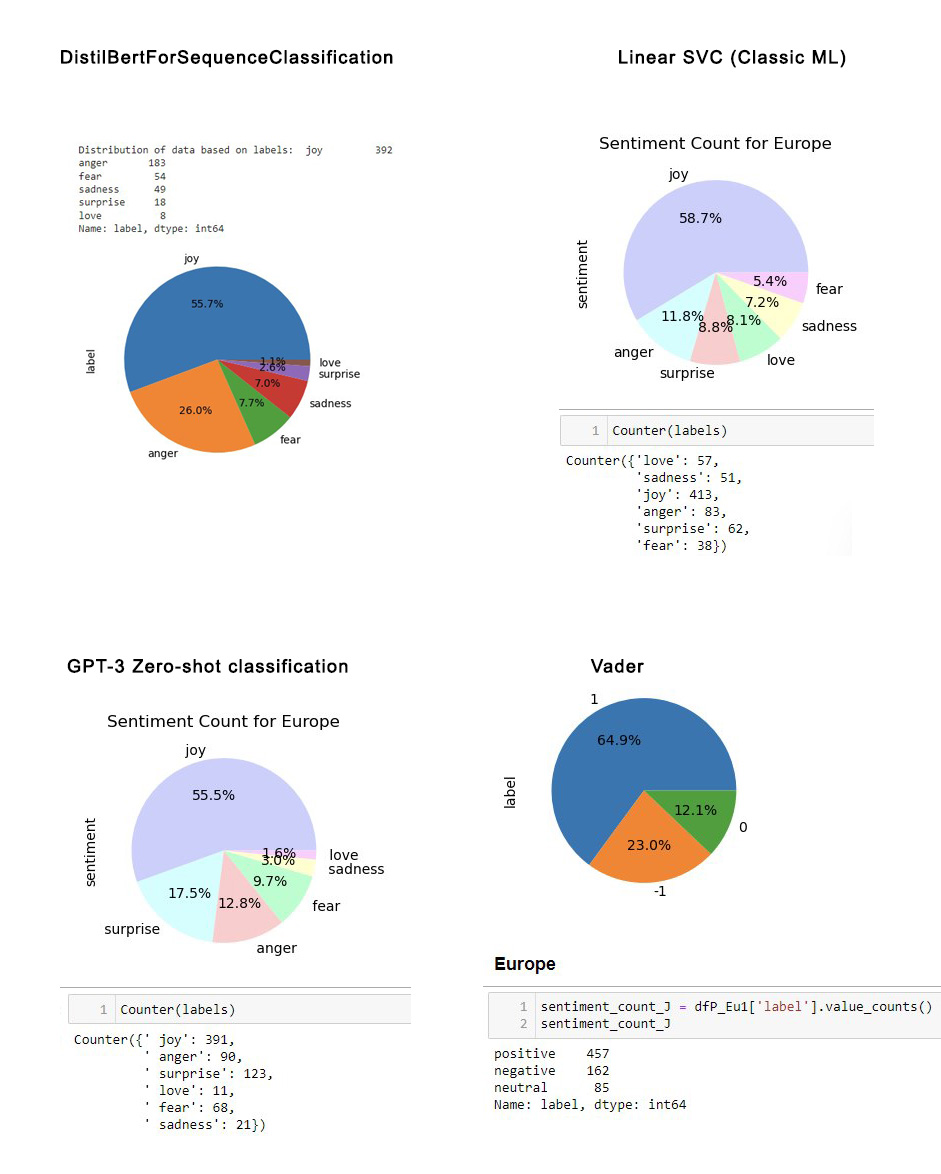 DistilBertForSequenceClassification
Distribution of data based on labels: joy 392
anger 183
fear 54
sadness 49
surprise 18
love 8
Name: label, dtype: int64
joy
55.7%
label
1.1%
love
2.6%
surprise
7.0%
sadness
7.7%
26.0%
fear
anger
Linear SVC (Classic ML)
Sentiment Count for Europe
joy
58.7%
sentiment
5.4%
fear
7.2%
11.8%
8.8%
8.1%
sadness
anger
love
surprise
1 Counter(labels)
Counter({'love': 57,
'sadness': 51,
'joy': 413,
'anger': 83,
'surprise': 62,
'fear': 38})
GPT-3 Zero-shot classification
Sentiment Count for Europe
joy
55.5%
sentiment
1.6%
love
3.0%
sadness
9.7%
17.5%
12.8%
fear
surprise
anger
1 Counter(labels)
Counter({' joy': 391,
' anger': 90,
' surprise': 123,
' love': 11,
' fear': 68,
' sadness': 21})
Vader
1
64.9%
label
12.1%
0
23.0%
-1
Europe
1 sentiment_count_J = dfP_Eu1['label'].value_counts()
2 sentiment_count_J
positive 457
negative 162
neutral 85
Name: label, dtype: int64